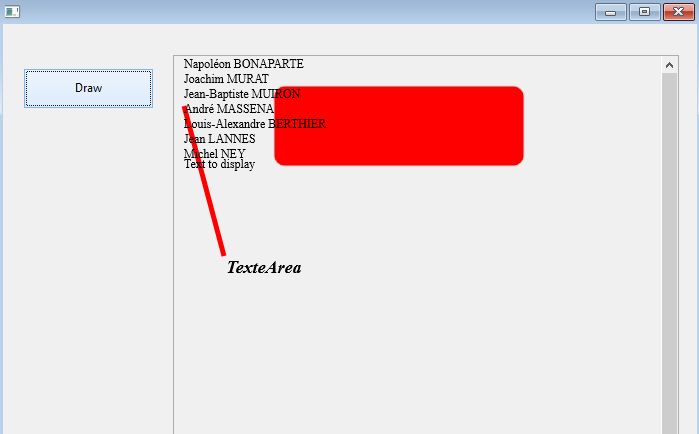 Draw
Napoléon BONAPARTE
Joachim MURAT
Jean-Baptiste MUIRON
André MASSENA
Louis-Alexandre BERTHIER
Jean LANNES
Michel NEY
Text to display
TexteArea